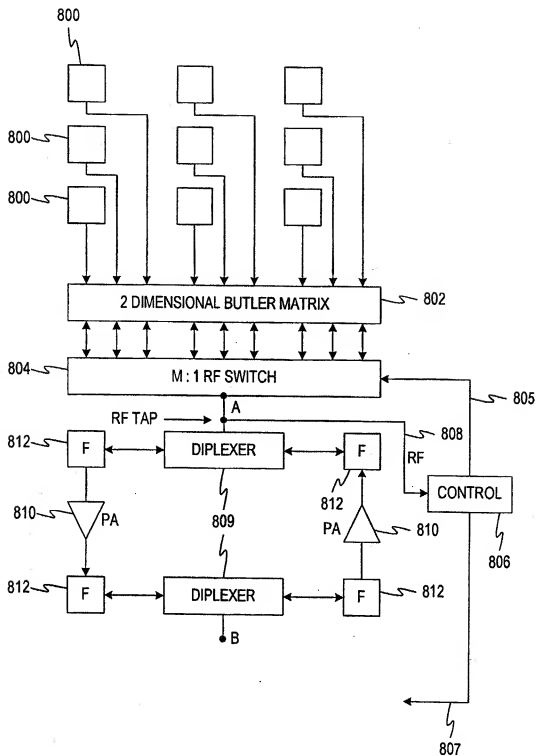 800
800
800
2 DIMENSIONAL BUTLER MATRIX
802
804
M : 1 RF SWITCH
805
A
RF TAP
808
812
F
DIPLEXER
F
RF
812
CONTROL
810
PA
809
PA
810
806
812
F
DIPLEXER
F
812
B
807